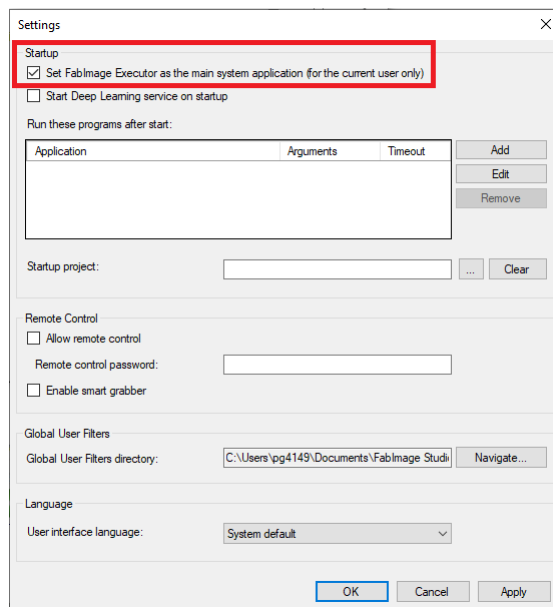 Settings
Startup
Set FabImage Executor as the main system application (for the current user only)
Start Deep Learning service on startup
Run these programs after start:
Application Arguments Timeout
Add
Edit
Remove
Startup project:
... Clear
Remote Control
Allow remote control
Remote control password:
Enable smart grabber
Global User Filters
Global User Filters directory: C:\Users\pg4149\Documents\FabImage Studi Navigate...
Language
User interface language: System default
OK Cancel Apply